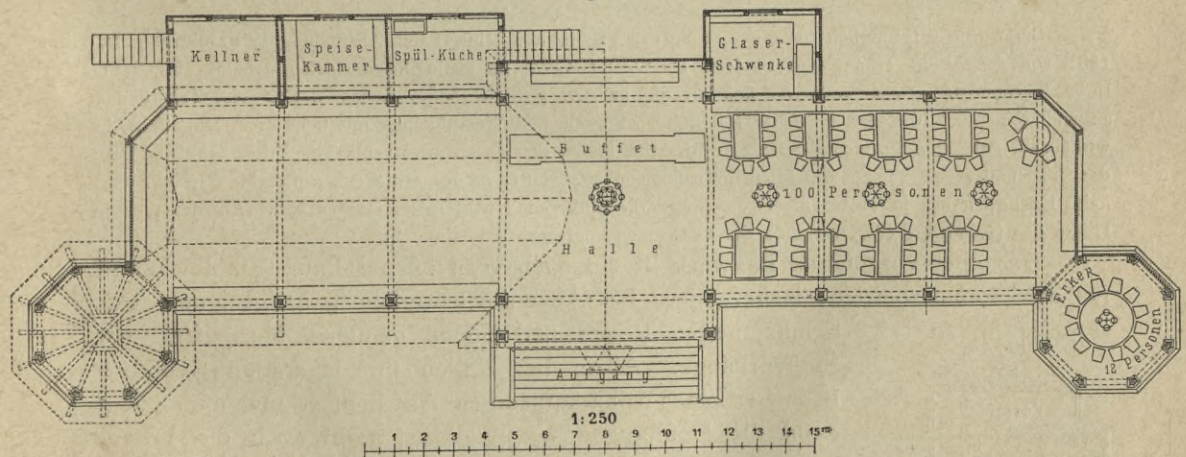 Kellner
Speise-
Kammer
Spül-Küche
Glaser-
Schwenke
Buffet
100 Personen
Halle
Erker
12 Personen
Aufgang
1:250
1 2 3 4 5 6 7 8 9 10 11 12 13 14 15 m